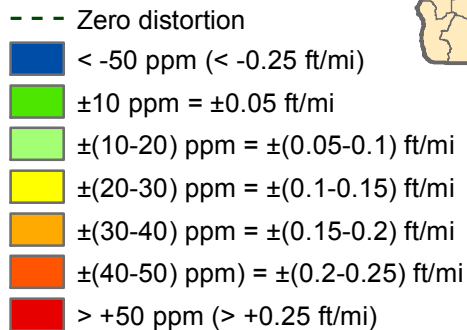 Zero distortion
< -50 ppm (< -0.25 ft/mi)
±10 ppm = ±0.05 ft/mi
±(10-20) ppm = ±(0.05-0.1) ft/mi
±(20-30) ppm = ±(0.1-0.15) ft/mi
±(30-40) ppm = ±(0.15-0.2) ft/mi
±(40-50) ppm) = ±(0.2-0.25) ft/mi
> +50 ppm (> +0.25 ft/mi)